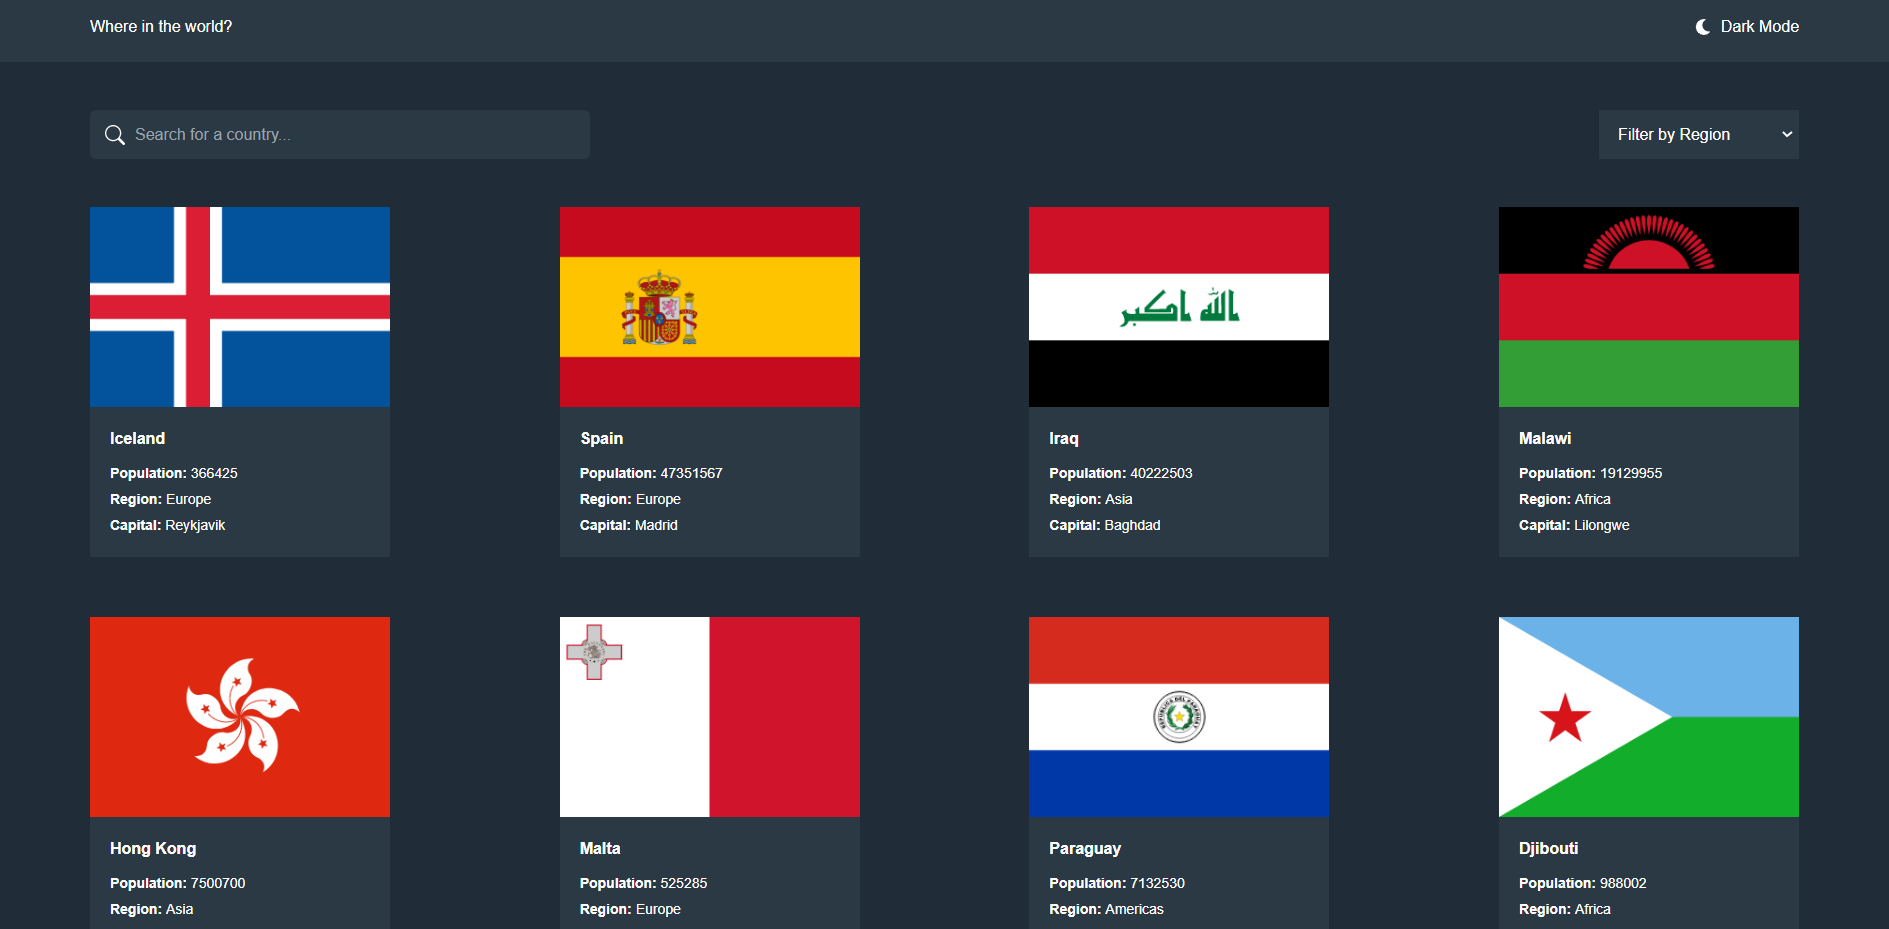 Where in the world?
Dark Mode
Search for a country...
Filter by Region
الله اكبر
Iceland
Population: 366425
Region: Europe
Capital: Reykjavik
Spain
Population: 47351567
Region: Europe
Capital: Madrid
Iraq
Population: 40222503
Region: Asia
Capital: Baghdad
Malawi
Population: 19129955
Region: Africa
Capital: Lilongwe
REPUBLICA DEL PARAGUAY
Hong Kong
Population: 7500700
Region: Asia
Malta
Population: 525285
Region: Europe
Paraguay
Population: 7132530
Region: Americas
Djibouti
Population: 988002
Region: Africa